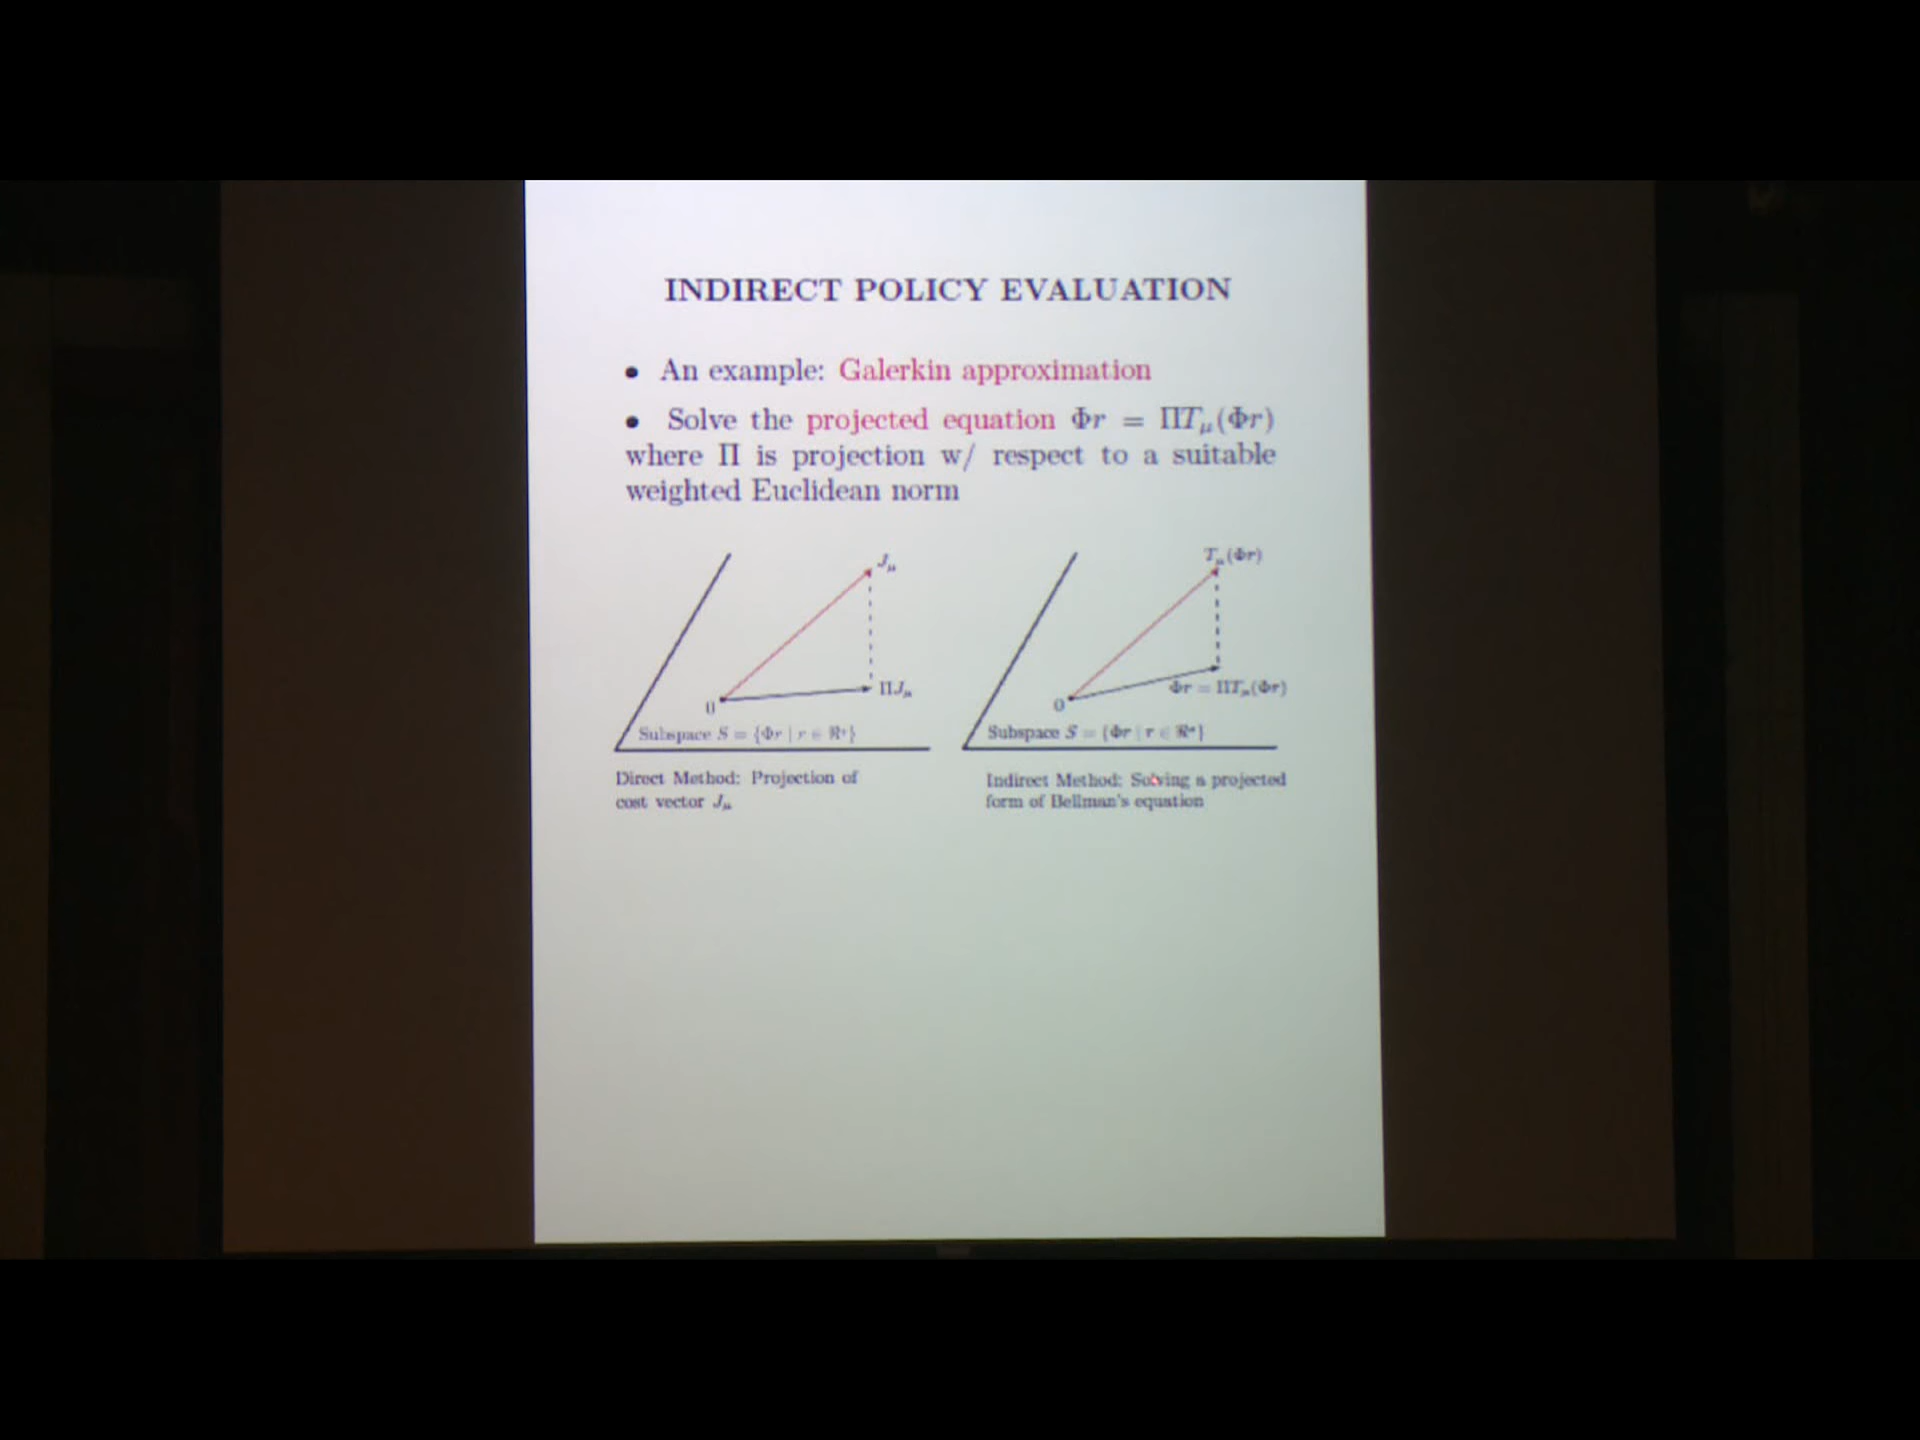 INDIRECT POLICY EVALUATION
• An example: Galerkin approximation
• Solve the projected equation Φr = ΠTμ(Φr)
where Π is projection w/ respect to a suitable
weighted Euclidean norm
Jμ
ΠJμ
0
Subspace S = {Φr | r ∈ ℜˢ}
Direct Method: Projection of
cost vector Jμ
Tμ(Φr)
Φr = ΠTμ(Φr)
0
Subspace S = {Φr | r ∈ ℜˢ}
Indirect Method: Solving a projected
form of Bellman's equation